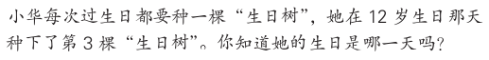 小华每次过生日都要种一棵“生日树”，她在 12 岁生日那天
种下了第 3 棵“生日树”。你知道她的生日是哪一天吗？